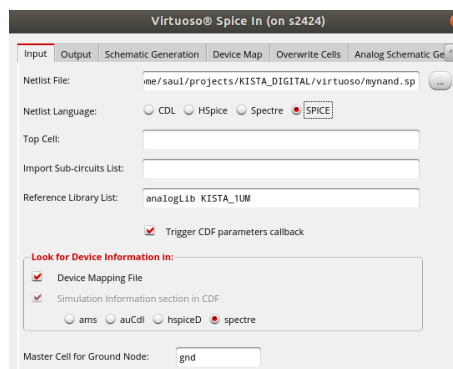 Virtuoso® Spice In (on s2424)
Input Output Schematic Generation Device Map Overwrite Cells Analog Schematic Ge
Netlist File: ome/saul/projects/KISTA_DIGITAL/virtuoso/mynand.sp ...
Netlist Language: CDL HSpice Spectre SPICE
Top Cell:
Import Sub-circuits List:
Reference Library List: analogLib KISTA_1UM
Trigger CDF parameters callback
Look for Device Information in:
Device Mapping File
Simulation Information section in CDF
ams auCdl hspiceD spectre
Master Cell for Ground Node: gnd